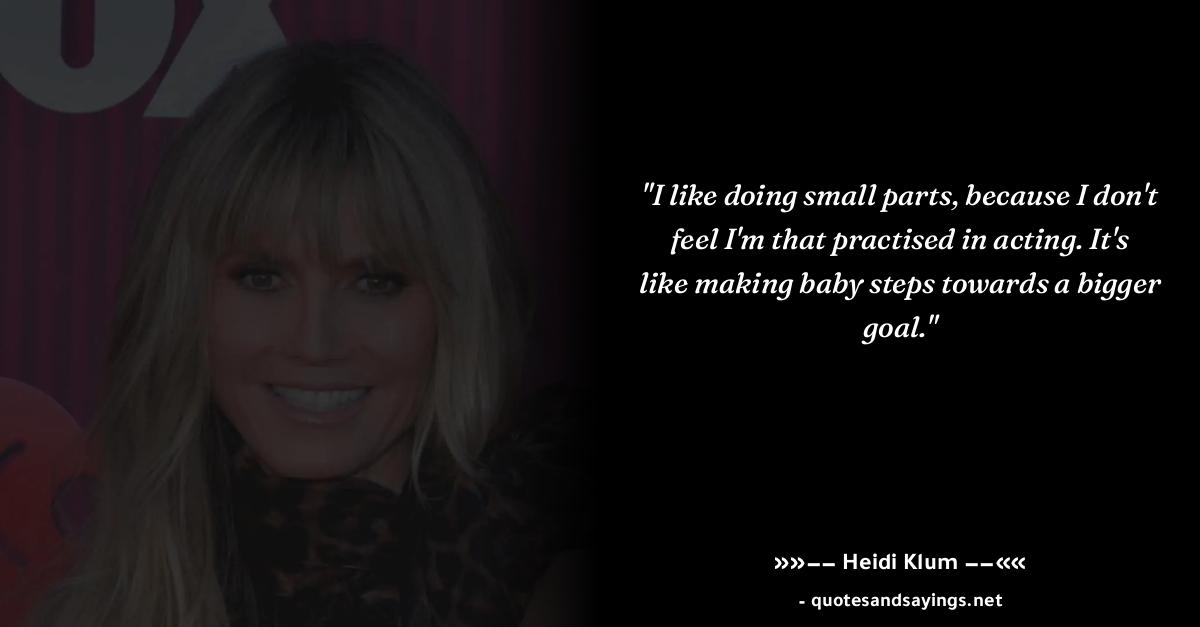 "I like doing small parts, because I don't
feel I'm that practised in acting. It's
like making baby steps towards a bigger
goal."
»»−− Heidi Klum −−««
- quotesandsayings.net